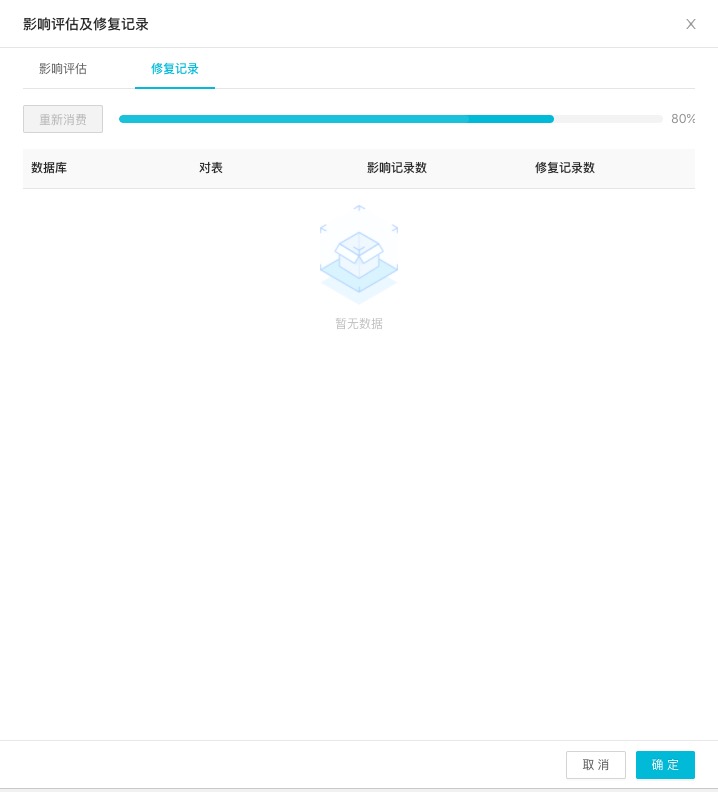 影响评估及修复记录
影响评估 修复记录
重新消费 80%
数据库 对表 影响记录数 修复记录数
暂无数据
取 消 确 定